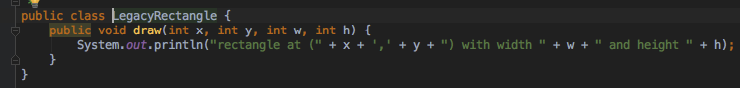 public class LegacyRectangle {
    public void draw(int x, int y, int w, int h) {
        System.out.println("rectangle at (" + x + ',' + y + ") with width " + w + " and height " + h);
    }
}